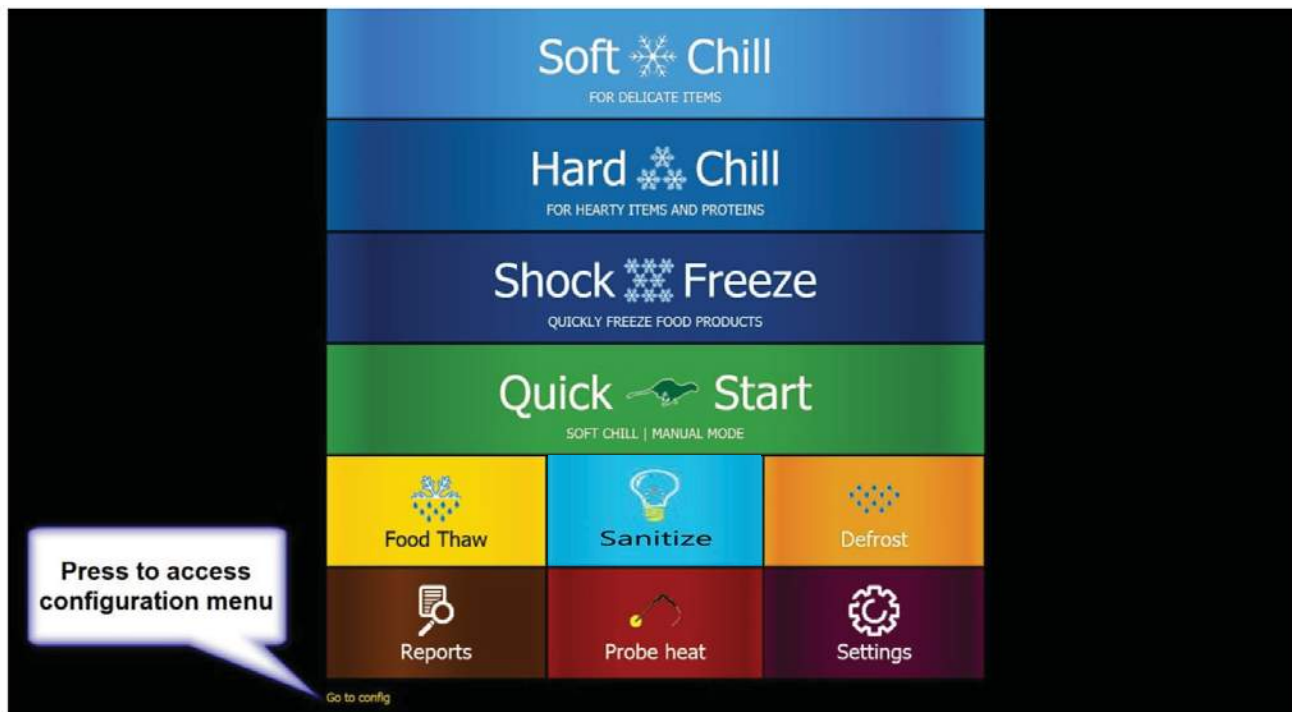 Soft Chill
FOR DELICATE ITEMS
Hard Chill
FOR HEARTY ITEMS AND PROTEINS
Shock Freeze
QUICKLY FREEZE FOOD PRODUCTS
Quick Start
SOFT CHILL | MANUAL MODE
Food Thaw
Sanitize
Defrost
Reports
Probe heat
Settings
Press to access
configuration menu
Go to config